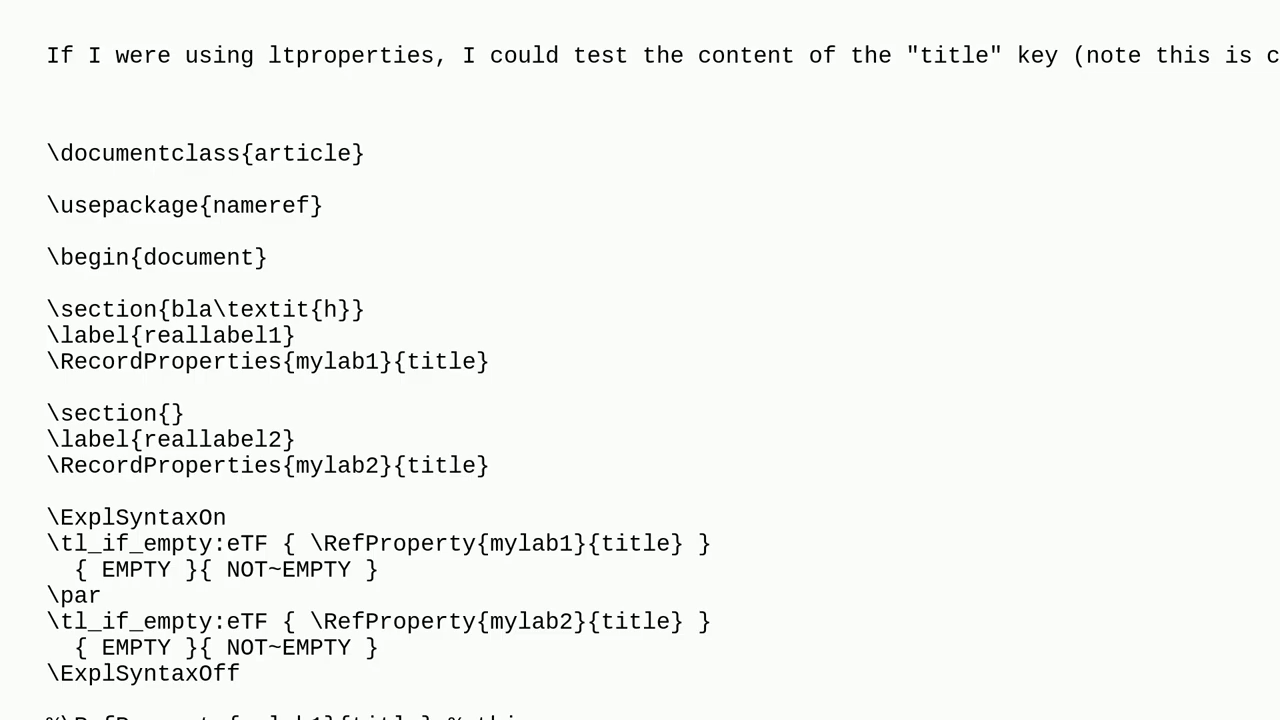 If I were using ltproperties, I could test the content of the "title" key (note this is c
\documentclass{article}
\usepackage{nameref}
\begin{document}
\section{bla\textit{h}}
\label{reallabel1}
\RecordProperties{mylab1}{title}
\section{}
\label{reallabel2}
\RecordProperties{mylab2}{title}
\ExplSyntaxOn
\tl_if_empty:eTF { \RefProperty{mylab1}{title} }
  { EMPTY }{ NOT~EMPTY }
\par
\tl_if_empty:eTF { \RefProperty{mylab2}{title} }
  { EMPTY }{ NOT~EMPTY }
\ExplSyntaxOff